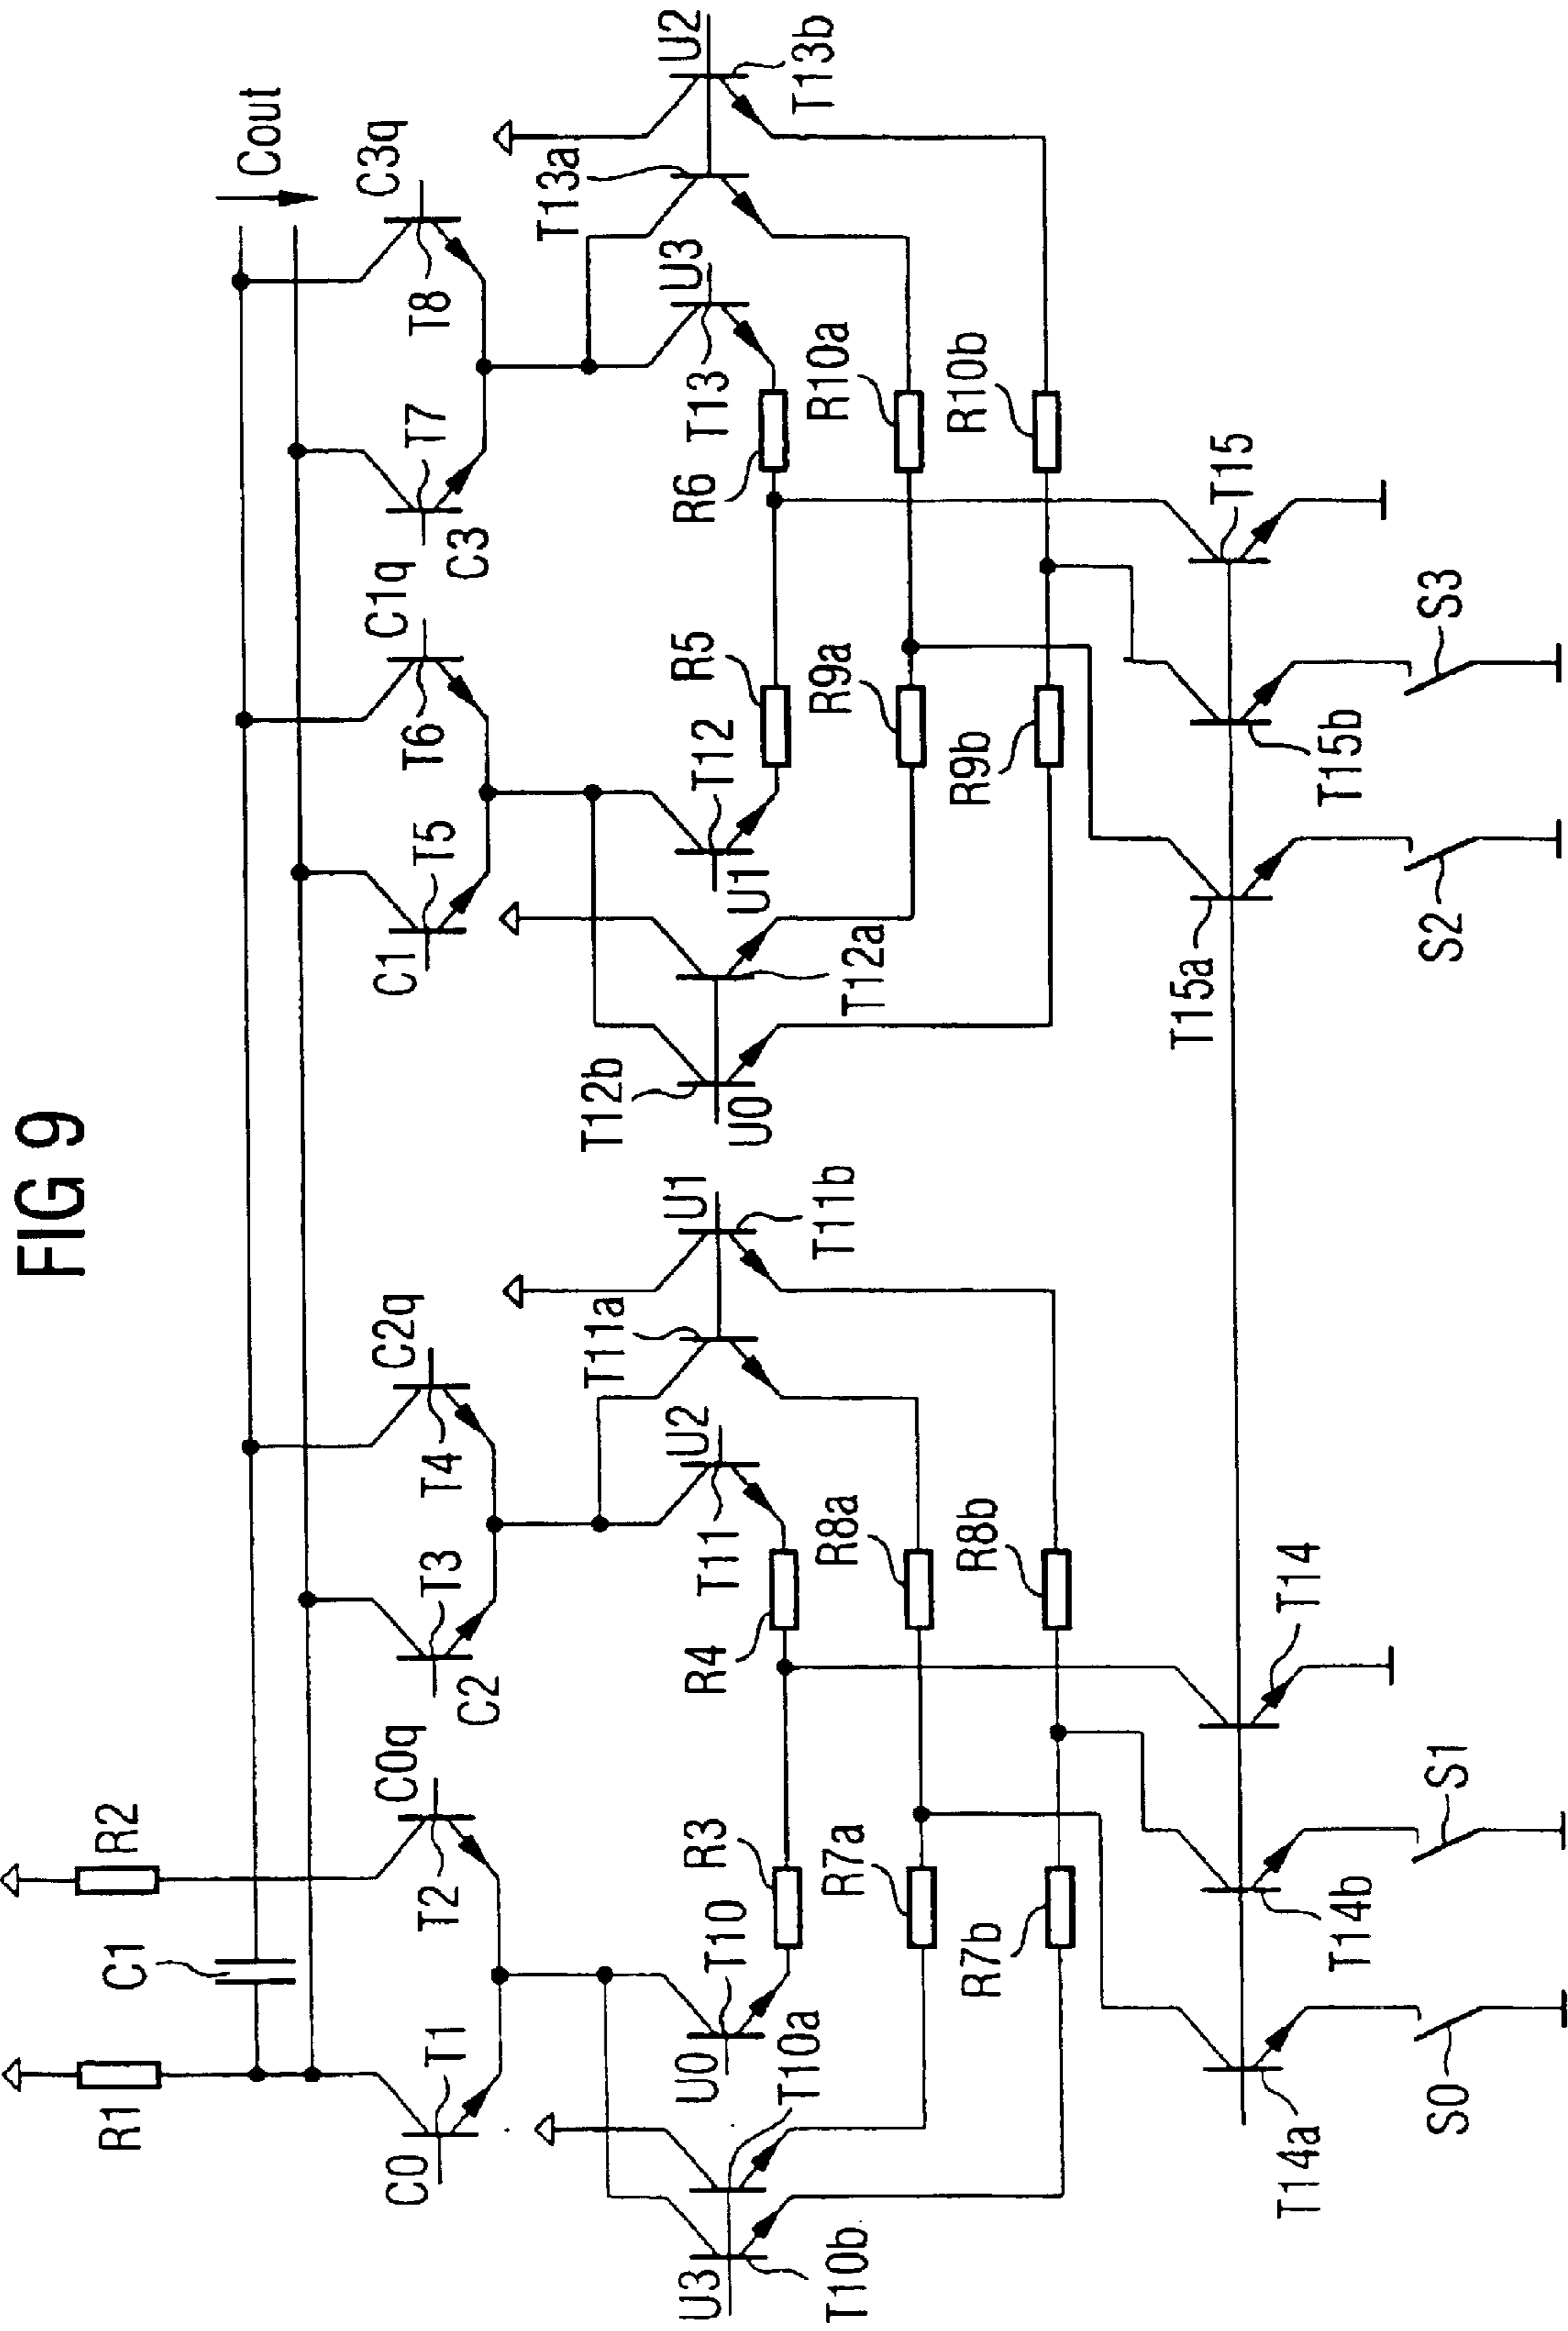 FIG 9
R1
C1
R2
Cout
C0
T1
T2
C0q
C2
T3
T4
C2q
C1
T5
T6
C1q
C3
T7
T8
C3q
U3
T10b
T10a
U0
T10
R3
R4
T11
U2
T11a
U1
T11b
T12b
U0
T12a
U1
T12
R5
R6
T13
U3
T13a
U2
T13b
R7a
R8a
R9a
R10a
R7b
R8b
R9b
R10b
T14a
T14b
T14
T15a
T15b
T15
S0
S1
S2
S3